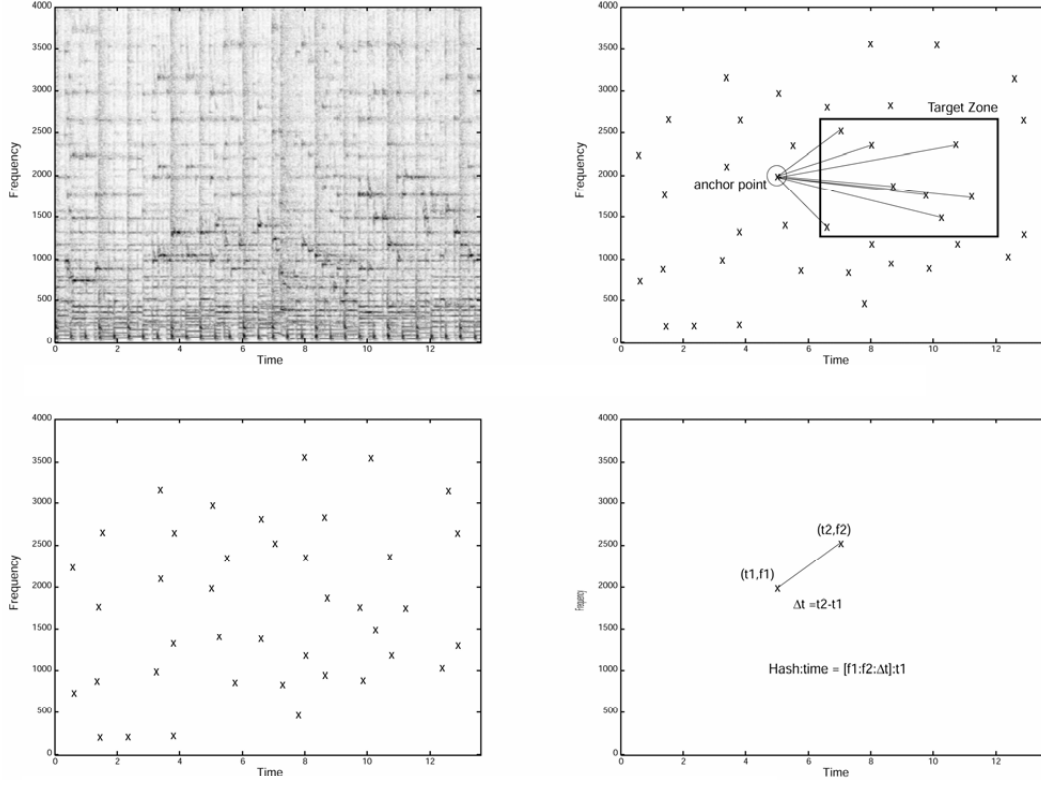 4000
3500
3000
2500
2000
1500
1000
500
0
Frequency
0 2 4 6 8 10 12
Time
4000
3500
3000
2500
2000
1500
1000
500
0
Frequency
Target Zone
anchor point
0 2 4 6 8 10 12
Time
4000
3500
3000
2500
2000
1500
1000
500
0
Frequency
0 2 4 6 8 10 12
Time
4000
3500
3000
2500
2000
1500
1000
500
0
Frequency
(t2,f2)
(t1,f1)
Δt =t2-t1
Hash:time = [f1:f2:Δt]:t1
0 2 4 6 8 10 12
Time